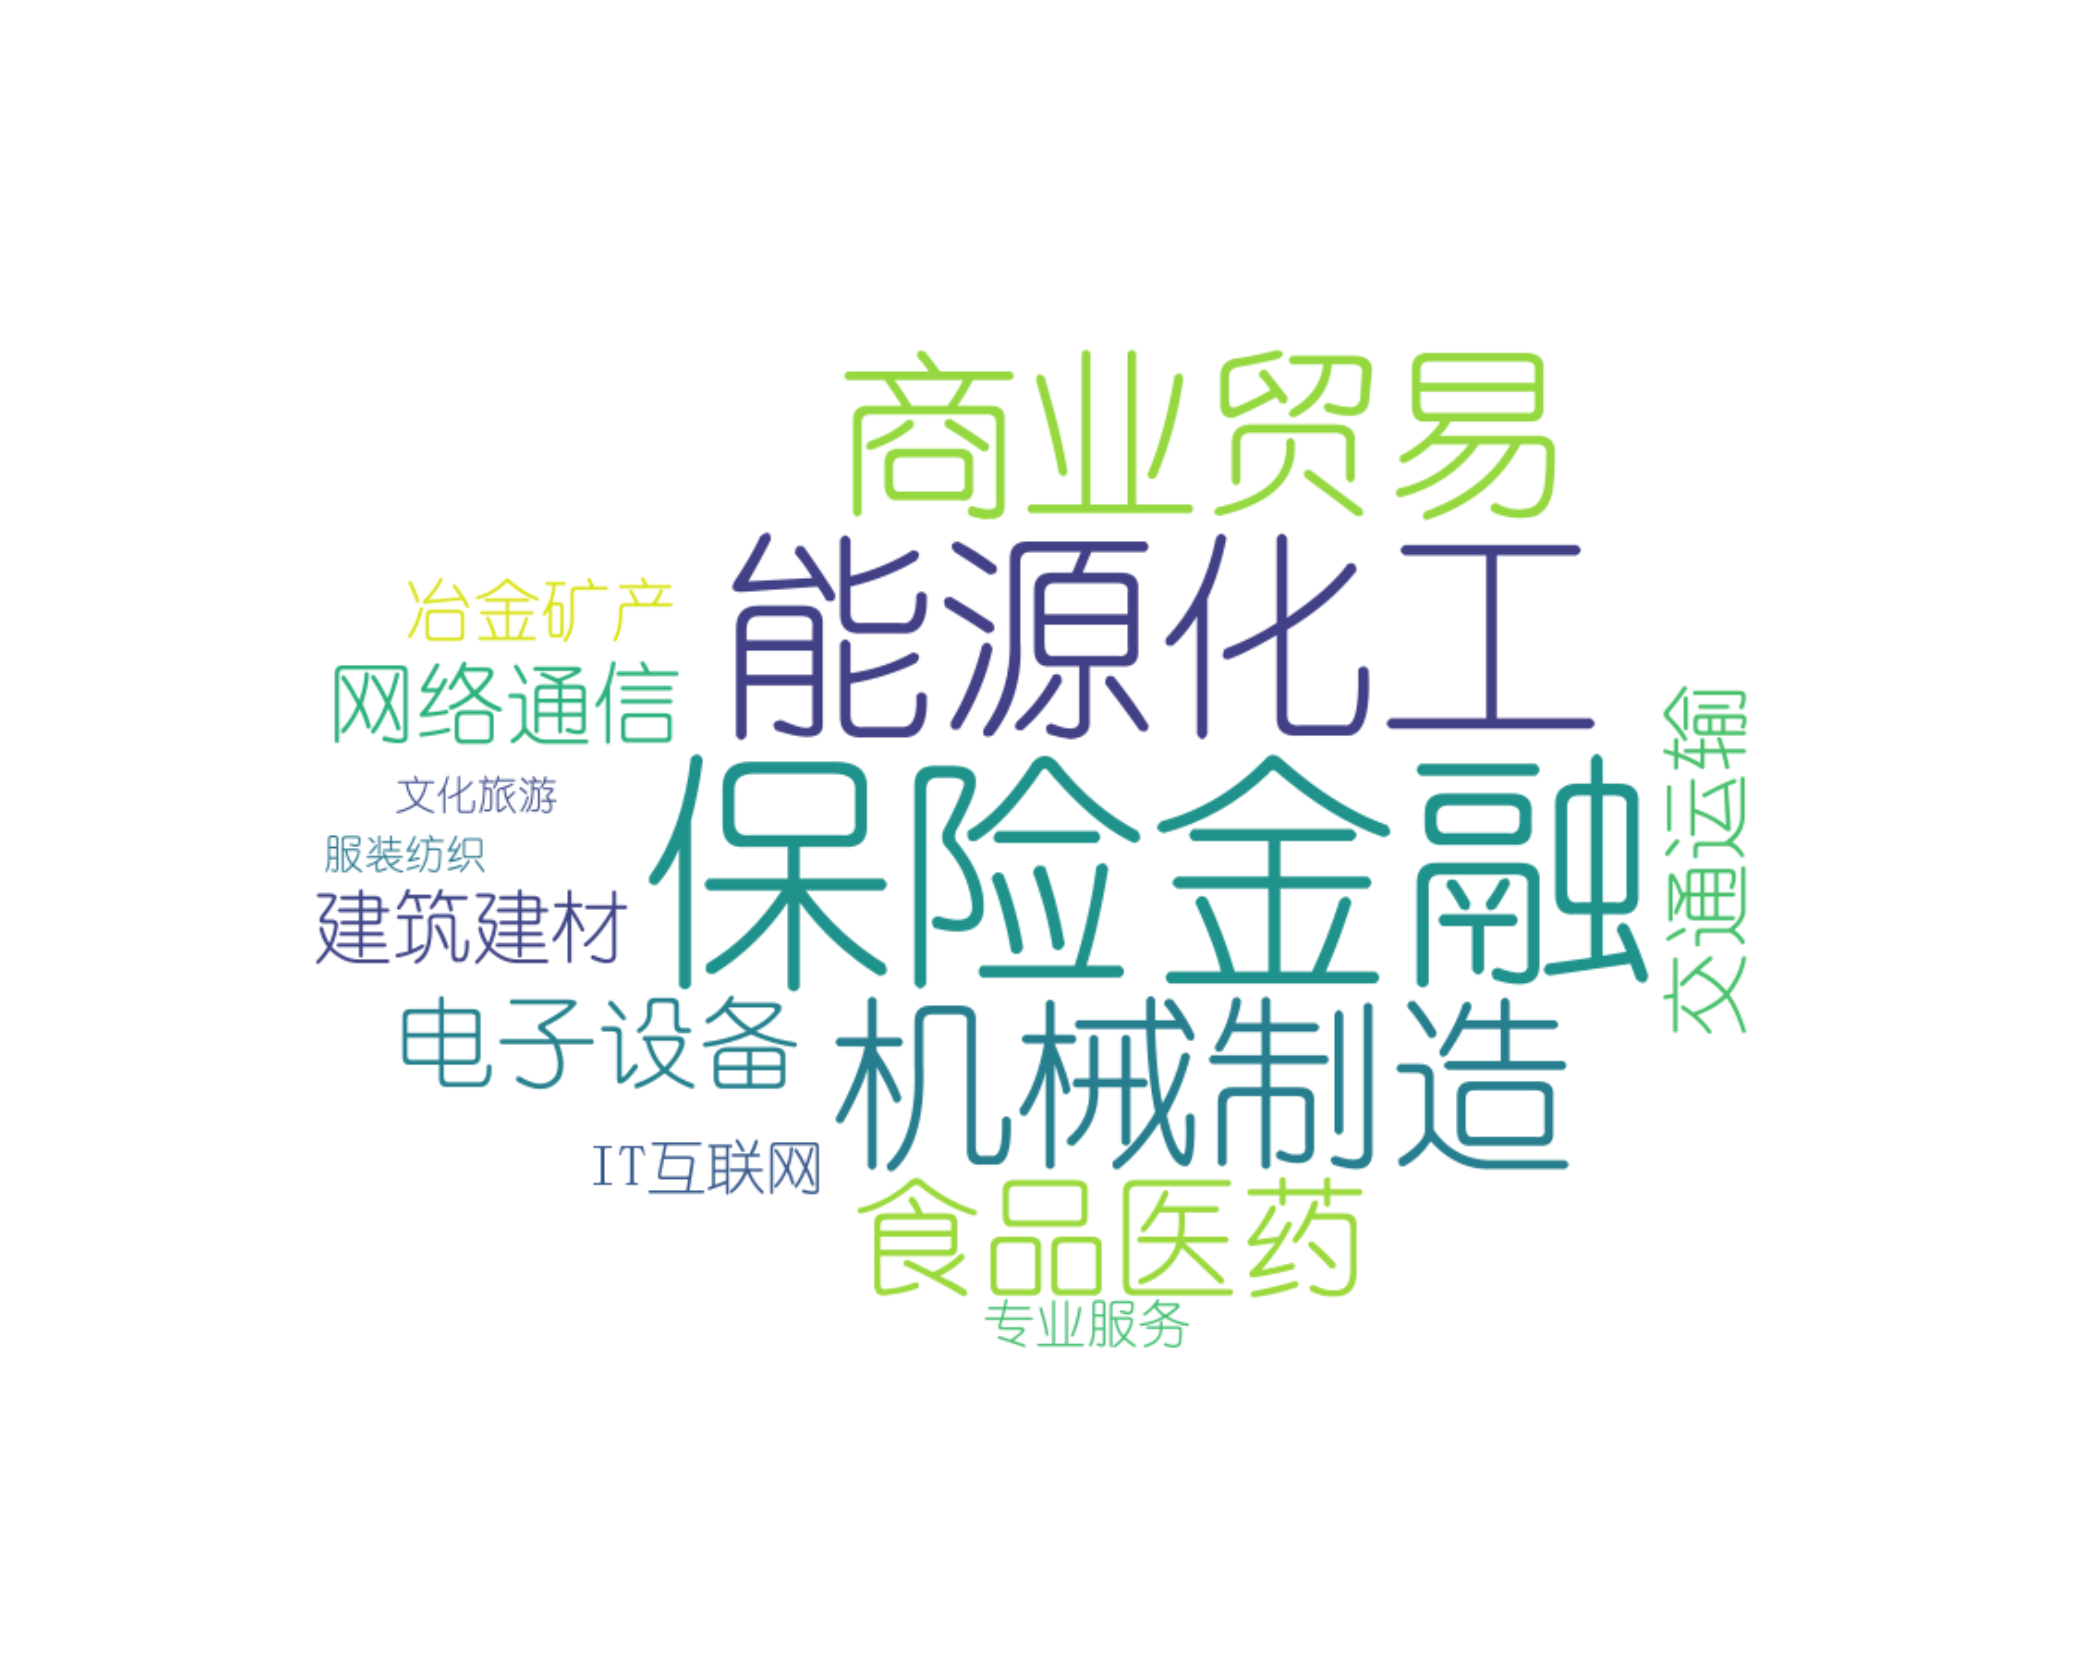 商业贸易
能源化工
冶金矿产
网络通信
交通运输
保险金融
文化旅游
服装纺织
建筑建材
电子设备
机械制造
IT互联网
食品医药
专业服务